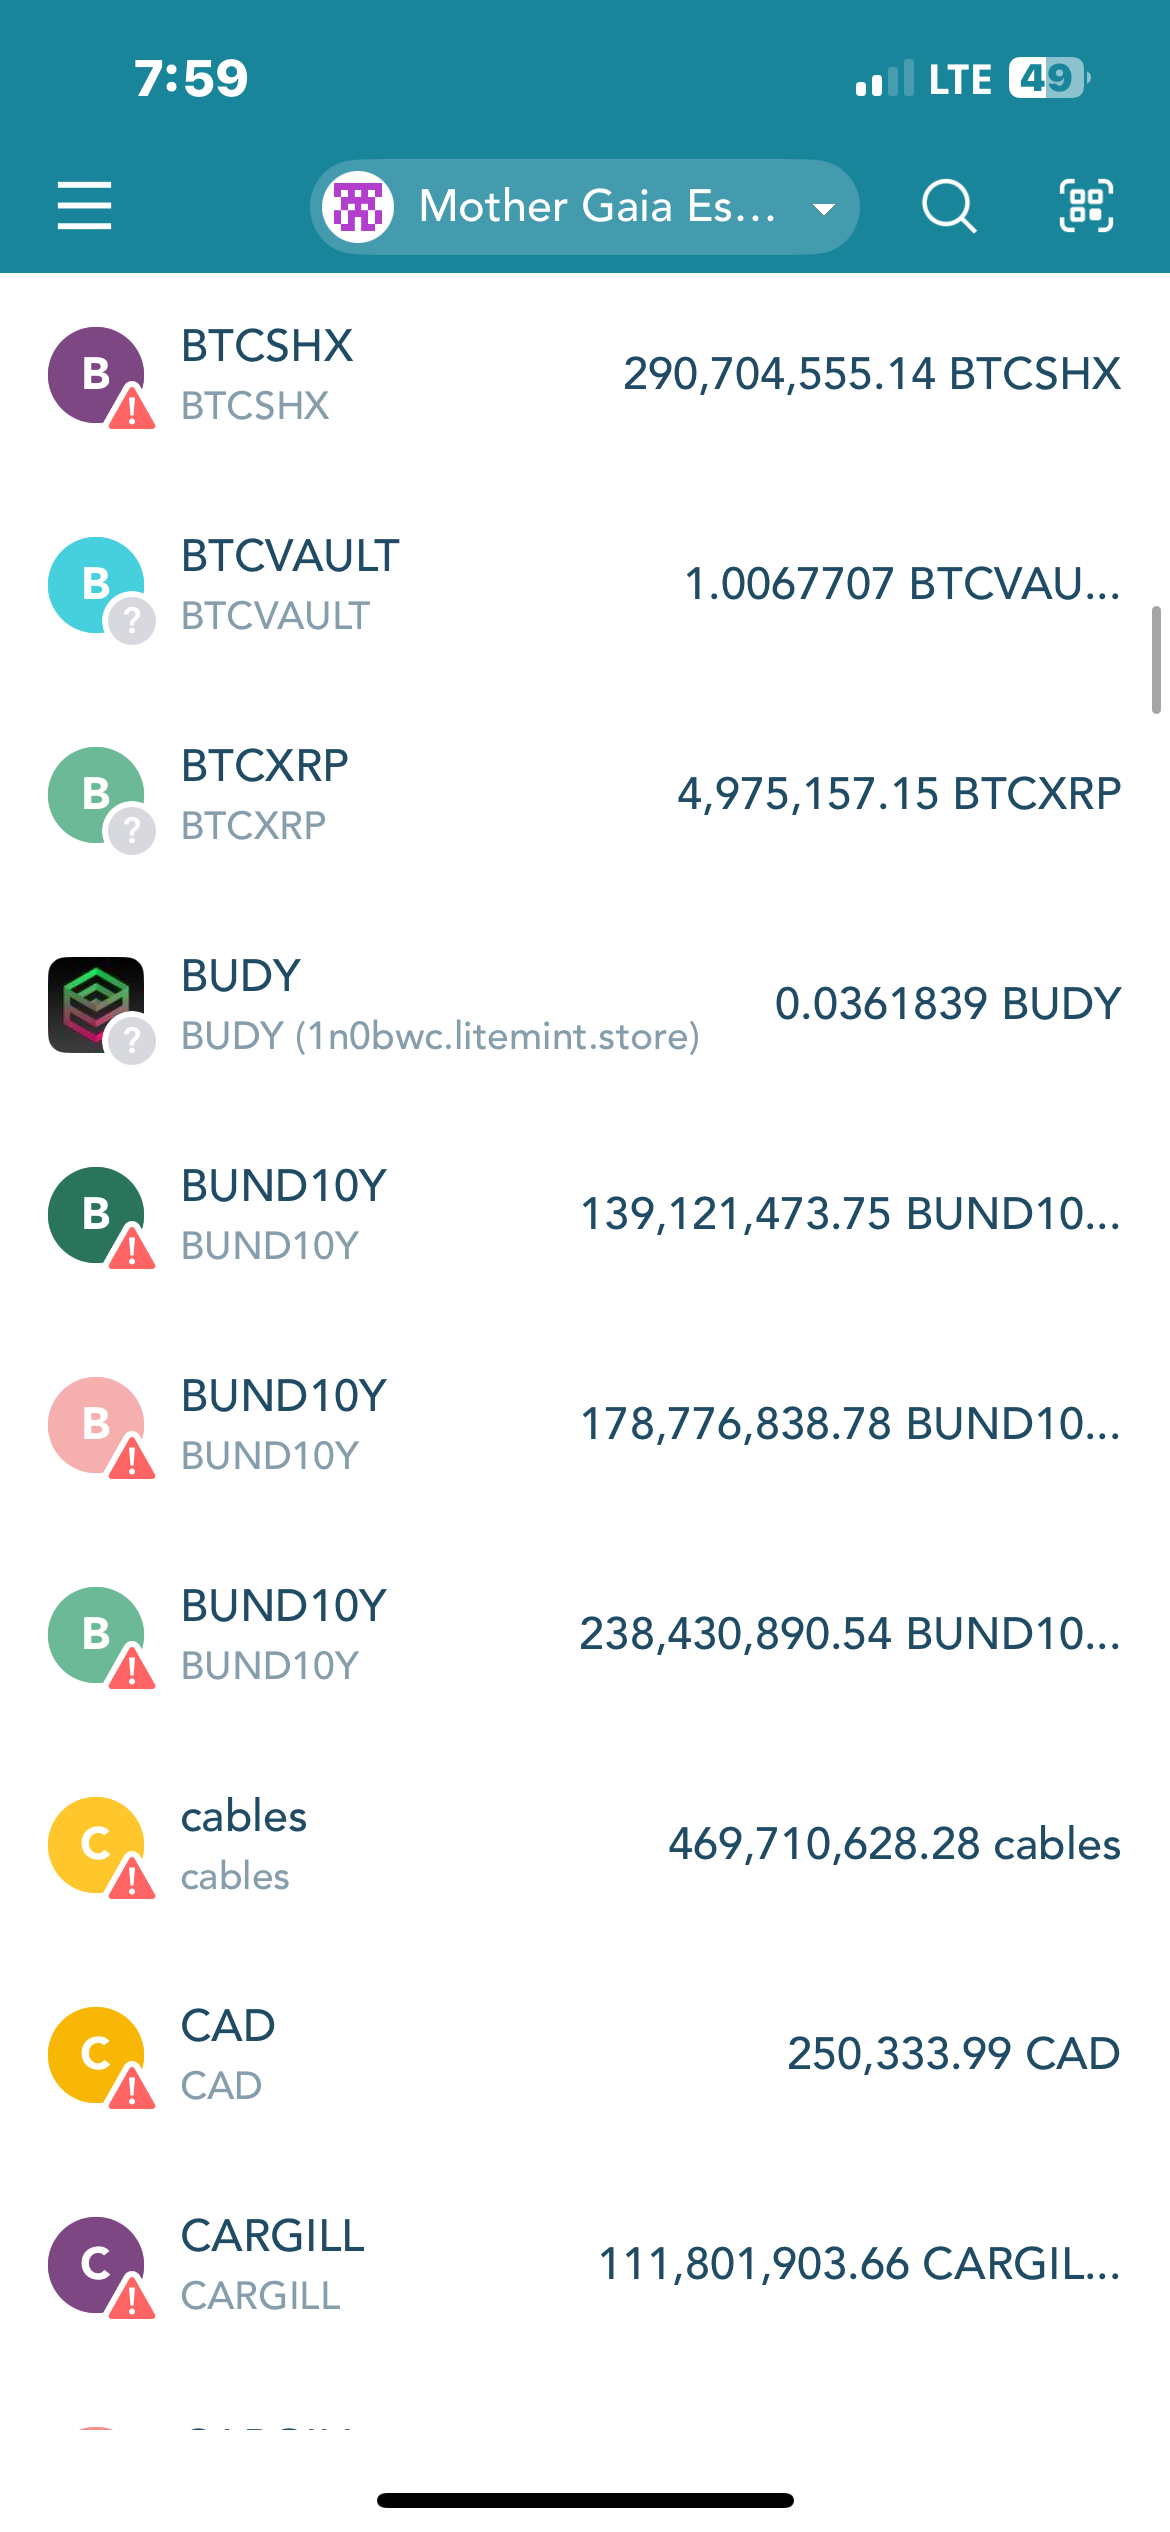 7:59
LTE 49
Mother Gaia Es...
B
BTCSHX
BTCSHX
290,704,555.14 BTCSHX
B
BTCVAULT
BTCVAULT
1.0067707 BTCVAU...
B
BTCXRP
BTCXRP
4,975,157.15 BTCXRP
BUDY
BUDY (1n0bwc.litemint.store)
0.0361839 BUDY
B
BUND10Y
BUND10Y
139,121,473.75 BUND10...
B
BUND10Y
BUND10Y
178,776,838.78 BUND10...
B
BUND10Y
BUND10Y
238,430,890.54 BUND10...
C
cables
cables
469,710,628.28 cables
C
CAD
CAD
250,333.99 CAD
C
CARGILL
CARGILL
111,801,903.66 CARGIL...